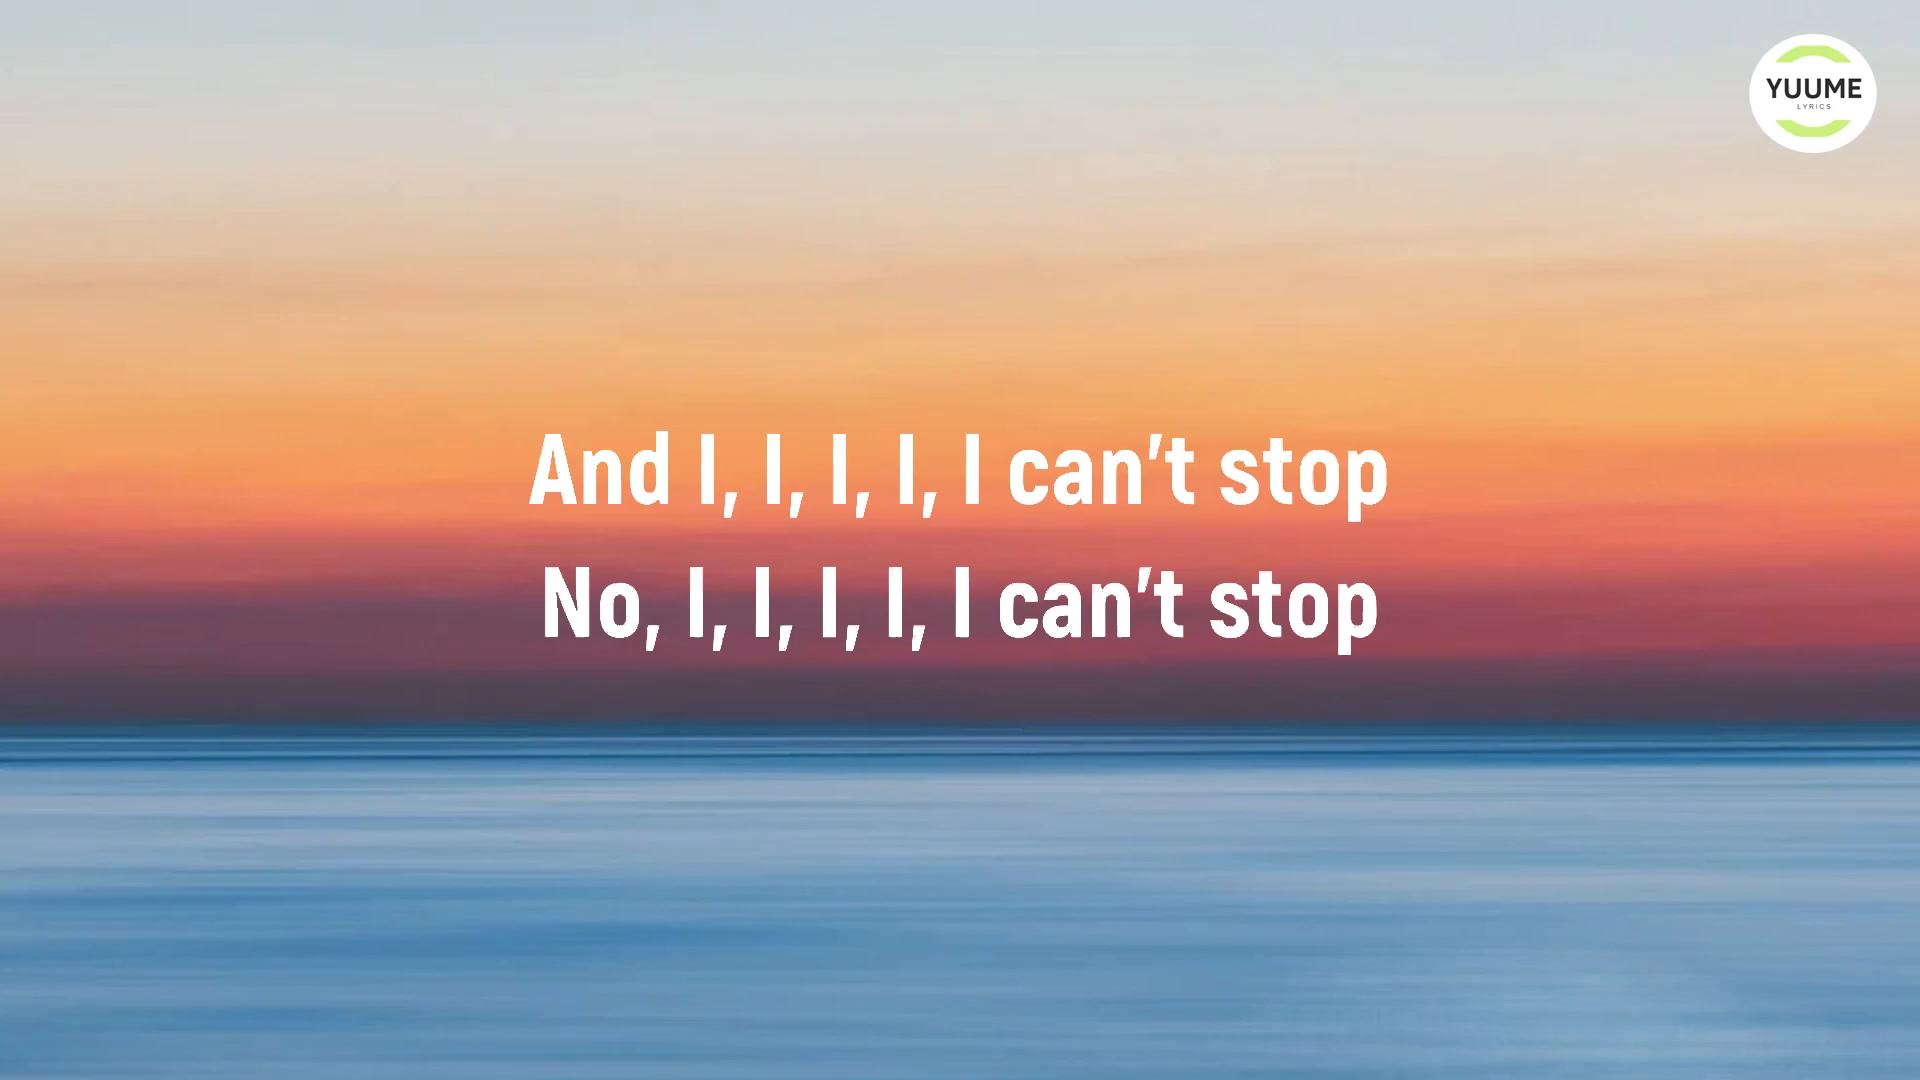 YUUME
LYRICS
And I, I, I, I, I can't stop
No, I, I, I, I, I can't stop